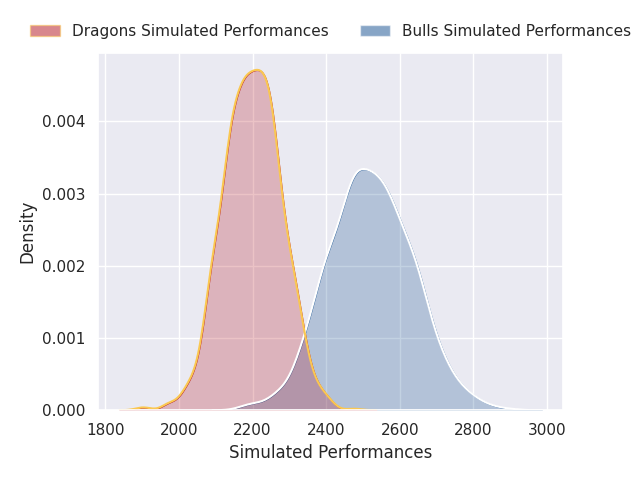 Dragons Simulated Performances Bulls Simulated Performances
0.004
0.003
0.002
0.001
0.000
Density
1800 2000 2200 2400 2600 2800 3000
Simulated Performances